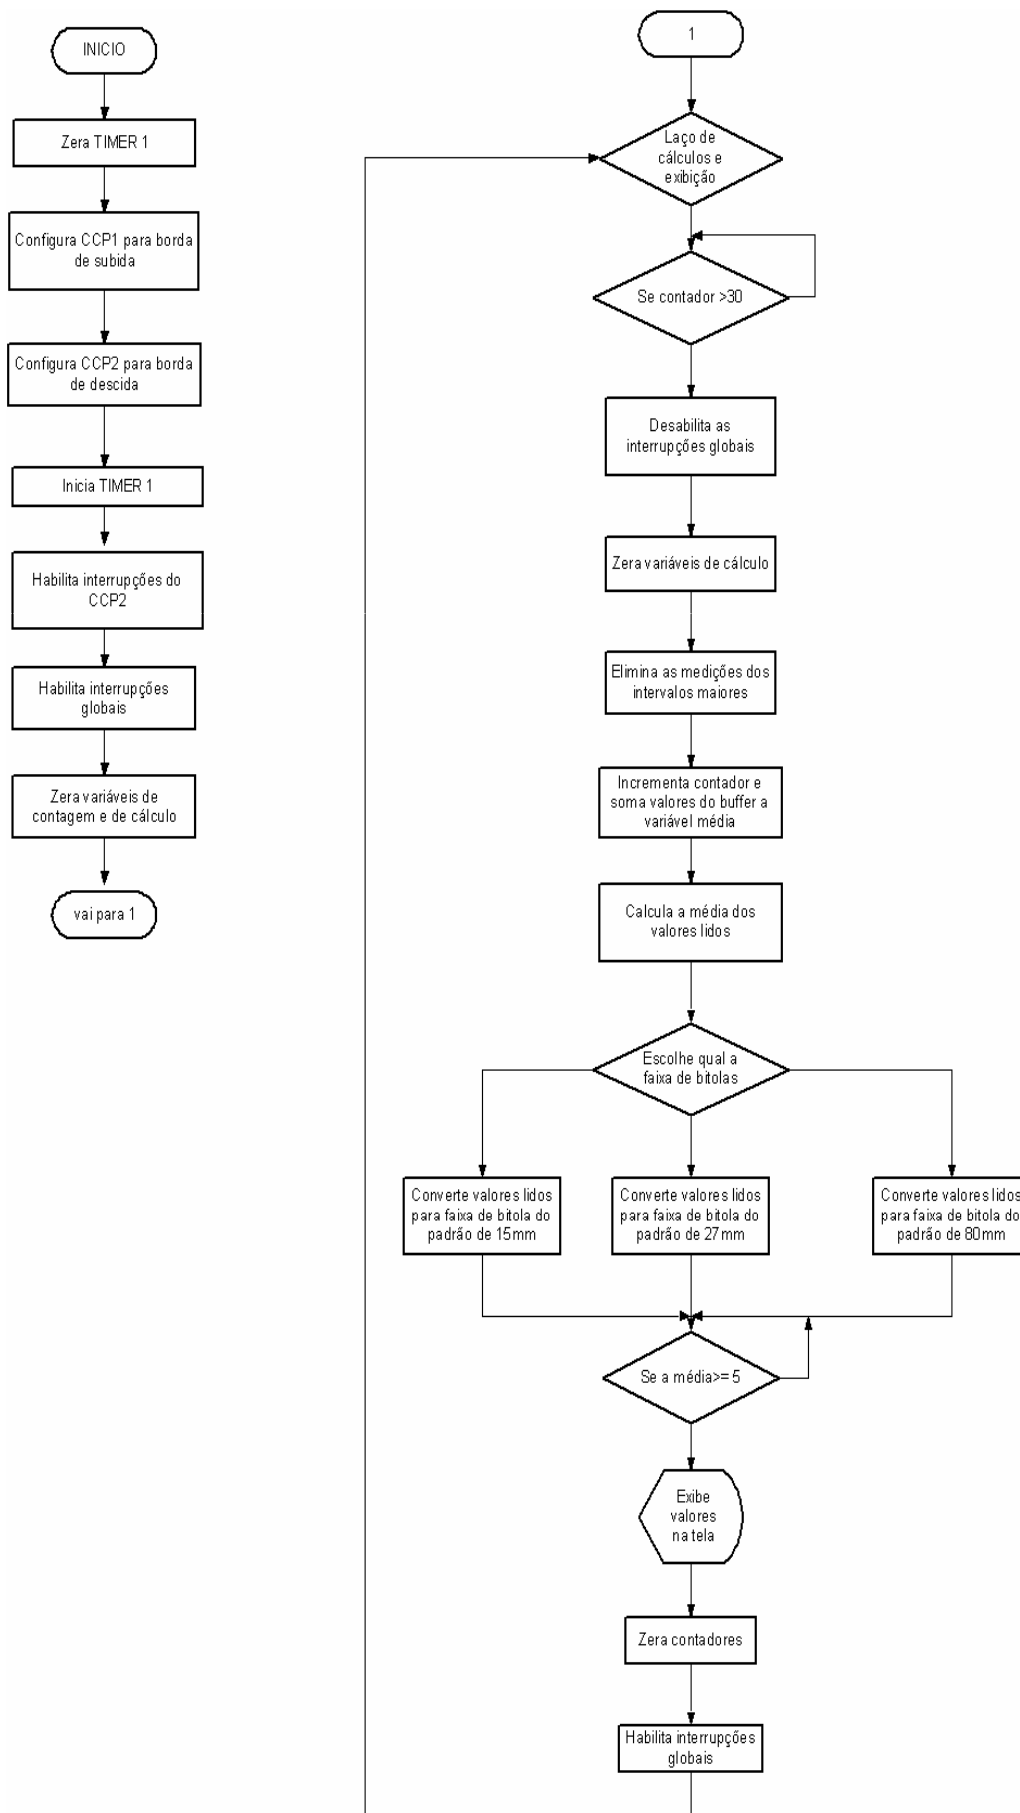 INICIO
Zera TIMER 1
Configura CCP1 para borda
de subida
Configura CCP2 para borda
de descida
Inicia TIMER 1
Habilita interrupções do
CCP2
Habilita interrupções
globais
Zera variáveis de
contagem e de cálculo
vai para 1
1
Laço de
cálculos e
exibição
Se contador >30
Desabilita as
interrupções globais
Zera variáveis de cálculo
Elimina as medições dos
intervalos maiores
Incrementa contador e
soma valores do buffer a
variável média
Calcula a média dos
valores lidos
Escolhe qual a
faixa de bitolas
Converte valores lidos
para faixa de bitola do
padrão de 15mm
Converte valores lidos
para faixa de bitola do
padrão de 27mm
Converte valores lidos
para faixa de bitola do
padrão de 80mm
Se a média>= 5
Exibe
valores
na tela
Zera contadores
Habilita interrupções
globais